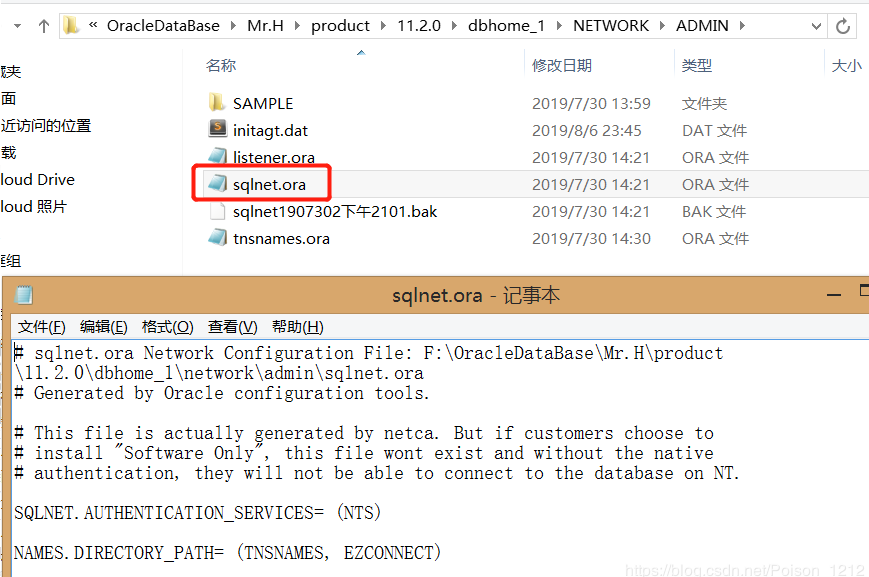 « OracleDataBase Mr.H product 11.2.0 dbhome_1 NETWORK ADMIN
名称 修改日期 类型 大小
SAMPLE 2019/7/30 13:59 文件夹
initagt.dat 2019/8/6 23:45 DAT 文件
listener.ora 2019/7/30 14:21 ORA 文件
sqlnet.ora 2019/7/30 14:21 ORA 文件
sqlnet1907302下午2101.bak 2019/7/30 14:21 BAK 文件
tnsnames.ora 2019/7/30 14:30 ORA 文件
夹
面
近访问的位置
载
loud Drive
loud 照片
组
sqlnet.ora - 记事本
文件(F) 编辑(E) 格式(O) 查看(V) 帮助(H)
# sqlnet.ora Network Configuration File: F:\OracleDataBase\Mr.H\product
\11.2.0\dbhome_1\network\admin\sqlnet.ora
# Generated by Oracle configuration tools.
# This file is actually generated by netca. But if customers choose to
# install "Software Only", this file wont exist and without the native
# authentication, they will not be able to connect to the database on NT.
SQLNET.AUTHENTICATION_SERVICES= (NTS)
NAMES.DIRECTORY_PATH= (TNSNAMES, EZCONNECT)
https://blog.csdn.net/Poison_1212